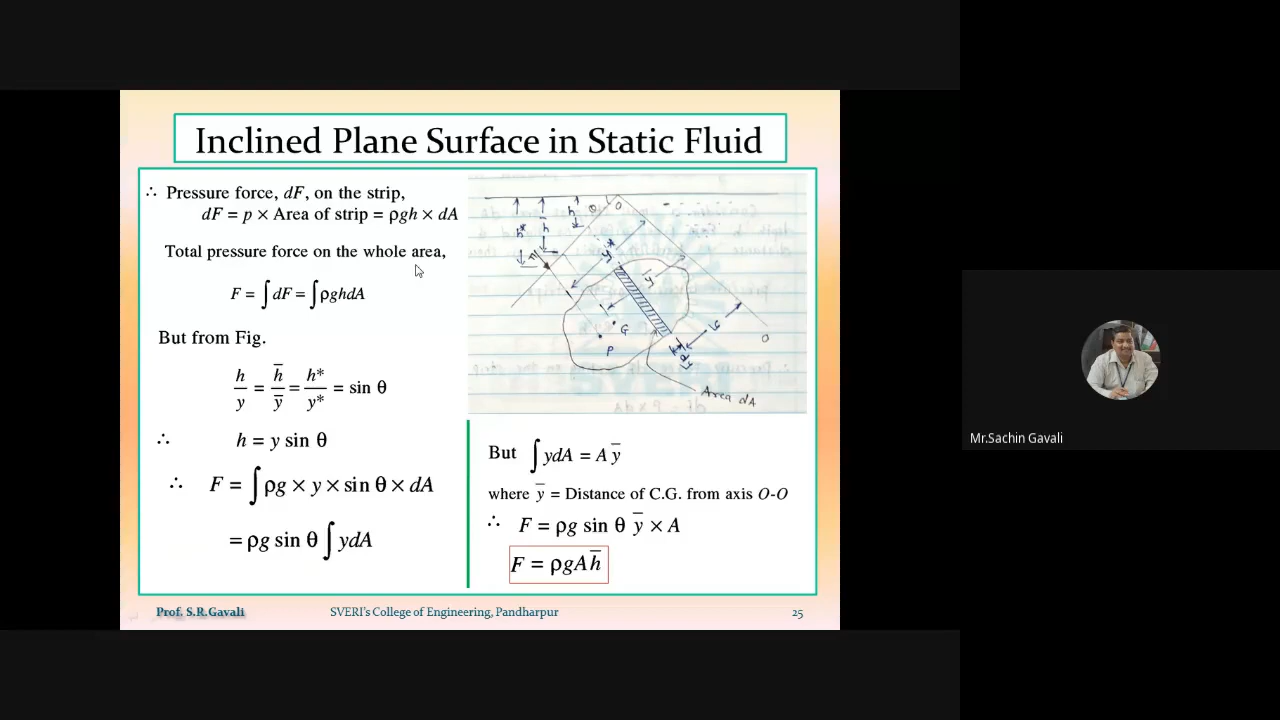 Inclined Plane Surface in Static Fluid
∴ Pressure force, dF, on the strip,
dF = p × Area of strip = ρgh × dA
Total pressure force on the whole area,
F = ∫ dF = ∫ ρghdA
But from Fig.
h/y = h̄/ȳ = h*/y* = sin θ
∴ h = y sin θ
∴ F = ∫ ρg × y × sin θ × dA
= ρg sin θ ∫ ydA
h* h̄ h θ O
y*
ȳ
F
G
P
y
dy
O
Area dA
But ∫ ydA = A ȳ
where ȳ = Distance of C.G. from axis O-O
∴ F = ρg sin θ ȳ × A
F = ρgAh̄
Prof. S.R.Gavali SVERI's College of Engineering, Pandharpur 25
Mr.Sachin Gavali